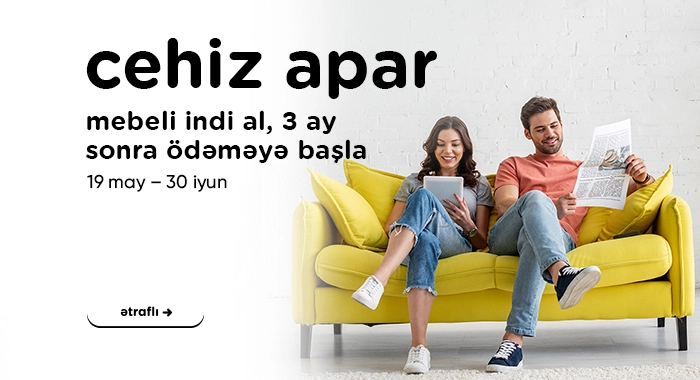 cehiz apar
mebeli indi al, 3 ay
sonra ödəməyə başla
19 may – 30 iyun
ətraflı →